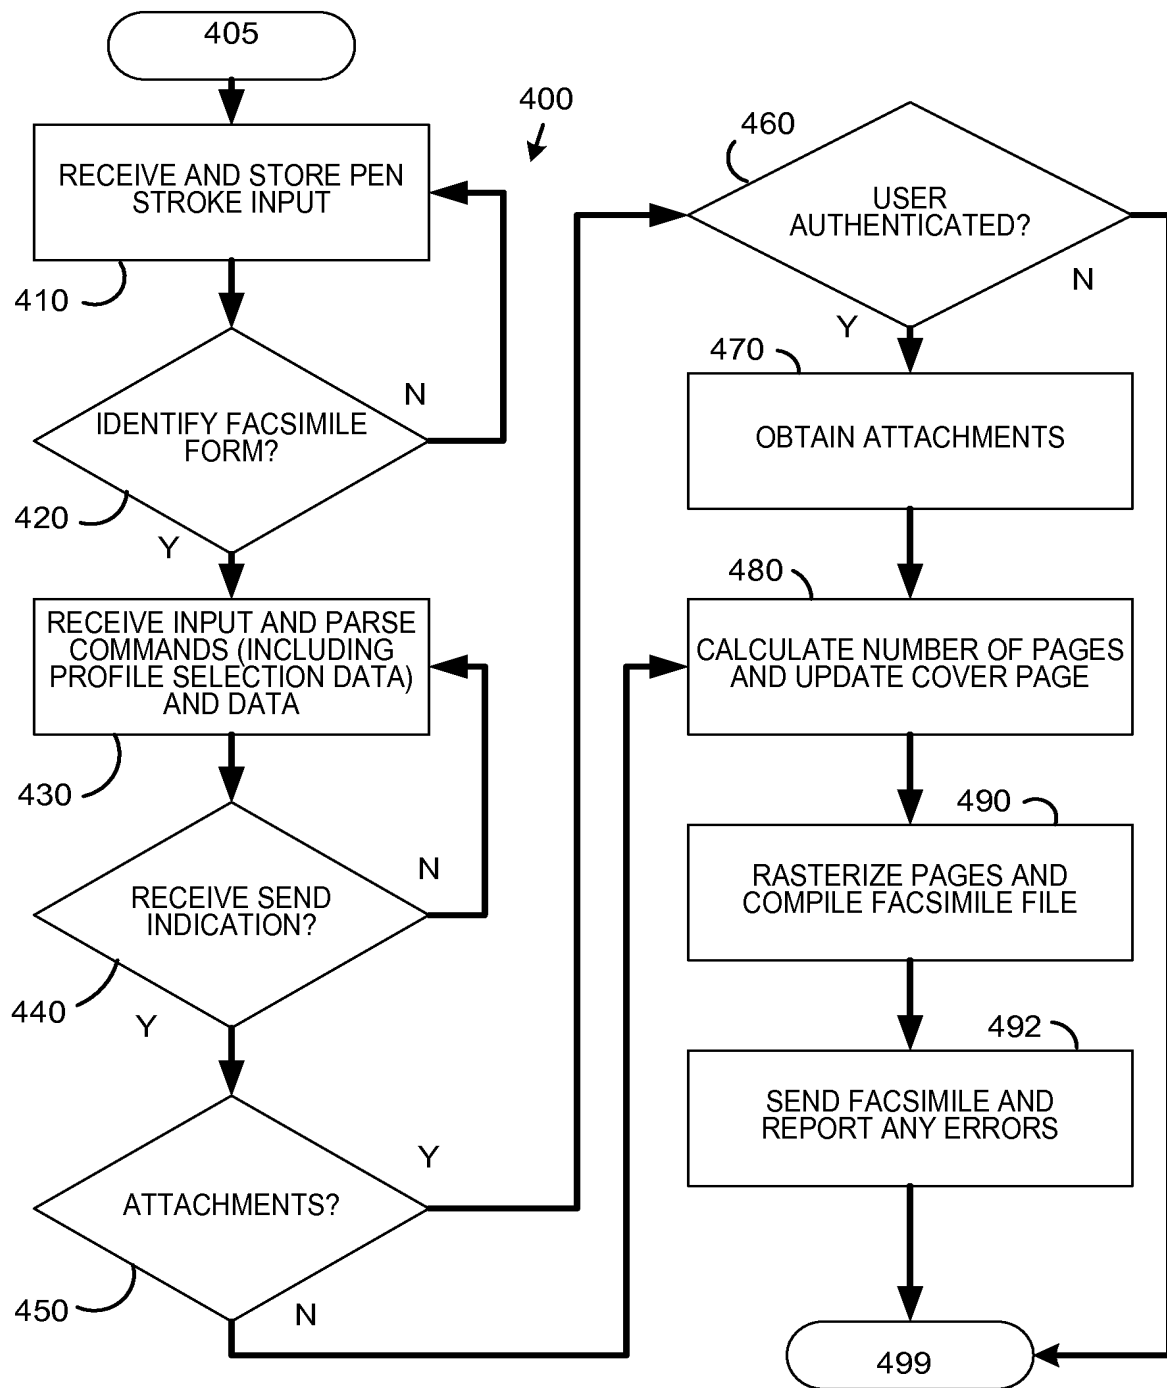 405
400
RECEIVE AND STORE PEN
STROKE INPUT
410
IDENTIFY FACSIMILE
FORM?
N
420
Y
RECEIVE INPUT AND PARSE
COMMANDS (INCLUDING
PROFILE SELECTION DATA)
AND DATA
430
RECEIVE SEND
INDICATION?
N
440
Y
ATTACHMENTS?
Y
450
N
460
USER
AUTHENTICATED?
N
Y
470
OBTAIN ATTACHMENTS
480
CALCULATE NUMBER OF PAGES
AND UPDATE COVER PAGE
490
RASTERIZE PAGES AND
COMPILE FACSIMILE FILE
492
SEND FACSIMILE AND
REPORT ANY ERRORS
499